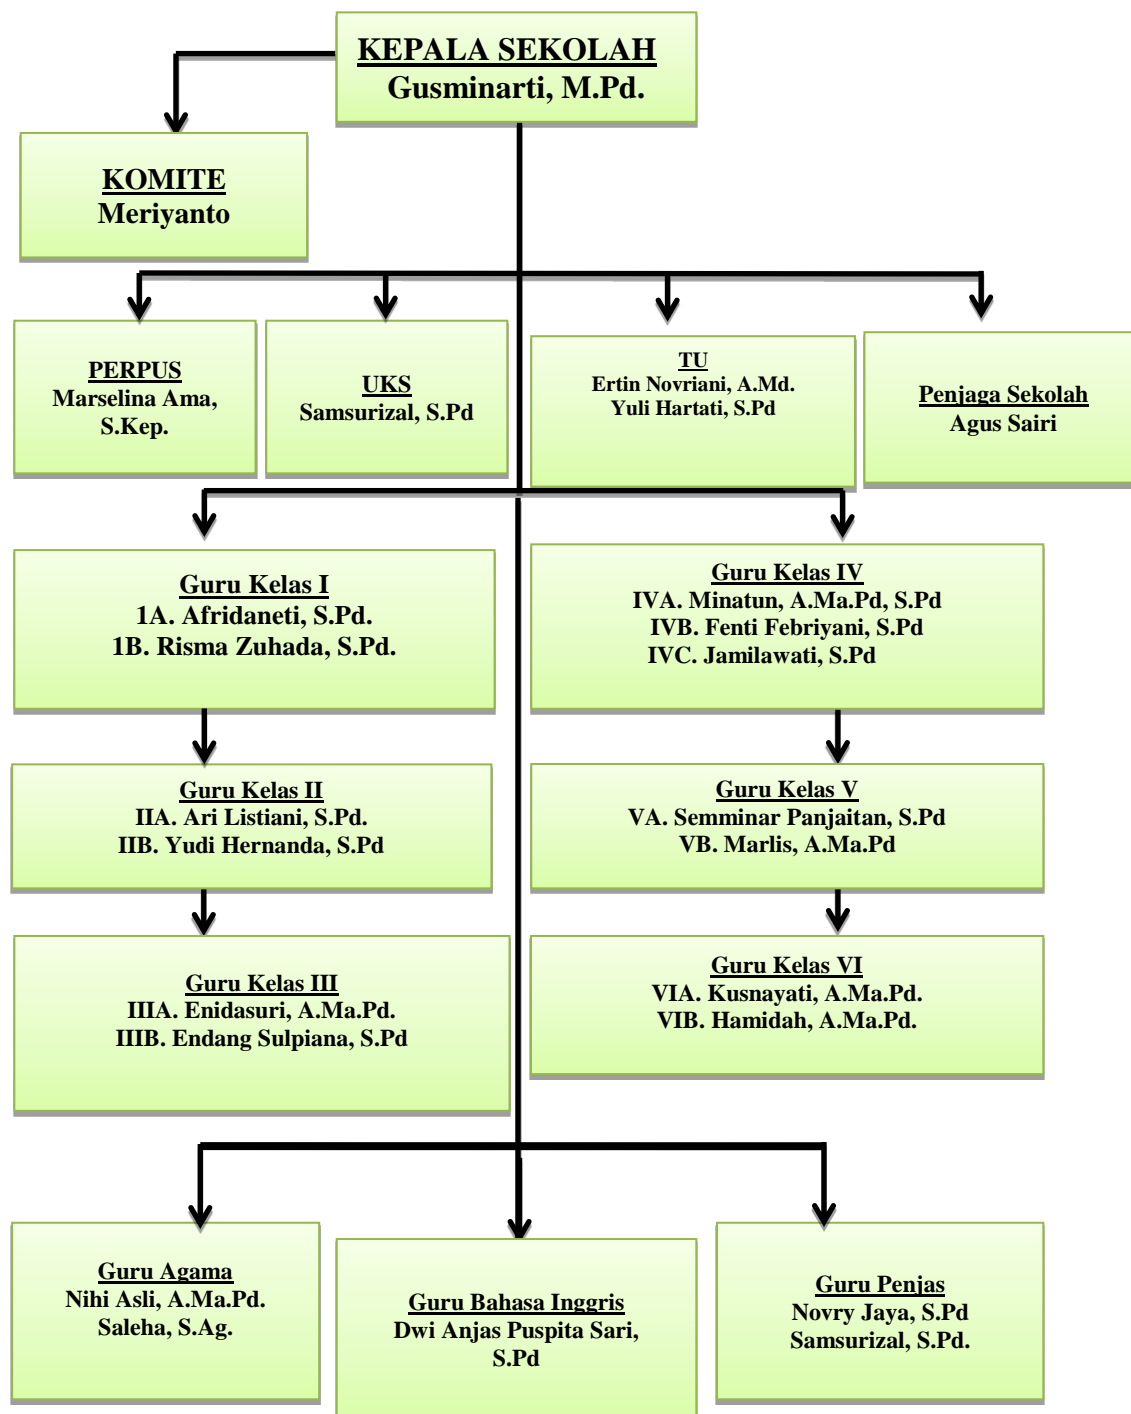 KEPALA SEKOLAH
Gusminarti, M.Pd.
KOMITE
Meriyanto
PERPUS
Marselina Ama,
S.Kep.
UKS
Samsurizal, S.Pd
TU
Ertin Novriani, A.Md.
Yuli Hartati, S.Pd
Penjaga Sekolah
Agus Sairi
Guru Kelas I
1A. Afridaneti, S.Pd.
1B. Risma Zuhada, S.Pd.
Guru Kelas IV
IVA. Minatun, A.Ma.Pd, S.Pd
IVB. Fenti Febriyani, S.Pd
IVC. Jamilawati, S.Pd
Guru Kelas II
IIA. Ari Listiani, S.Pd.
IIB. Yudi Hernanda, S.Pd
Guru Kelas V
VA. Semminar Panjaitan, S.Pd
VB. Marlis, A.Ma.Pd
Guru Kelas III
IIIA. Enidasuri, A.Ma.Pd.
IIIB. Endang Sulpiana, S.Pd
Guru Kelas VI
VIA. Kusnayati, A.Ma.Pd.
VIB. Hamidah, A.Ma.Pd.
Guru Agama
Nihi Asli, A.Ma.Pd.
Saleha, S.Ag.
Guru Bahasa Inggris
Dwi Anjas Puspita Sari,
S.Pd
Guru Penjas
Novry Jaya, S.Pd
Samsurizal, S.Pd.